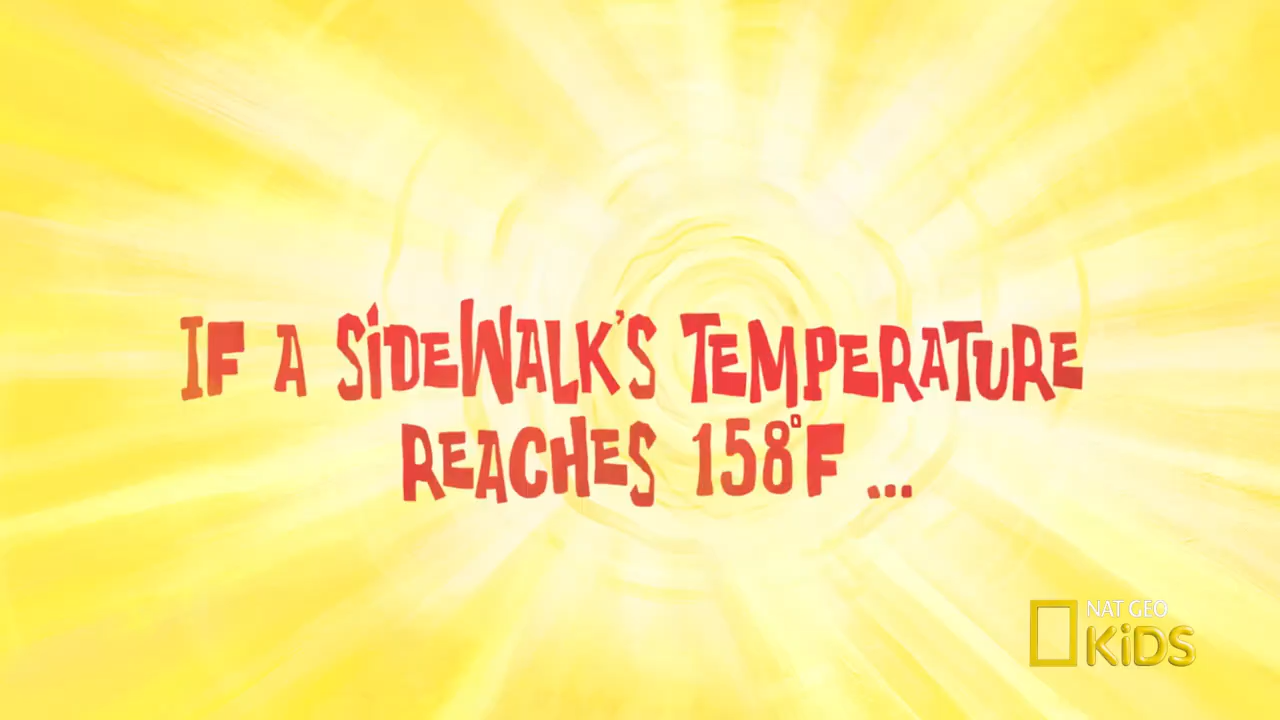 IF A SiDEWALK'S TEMPERATURE
REACHES 158°F ...
NAT GEO
KiDS